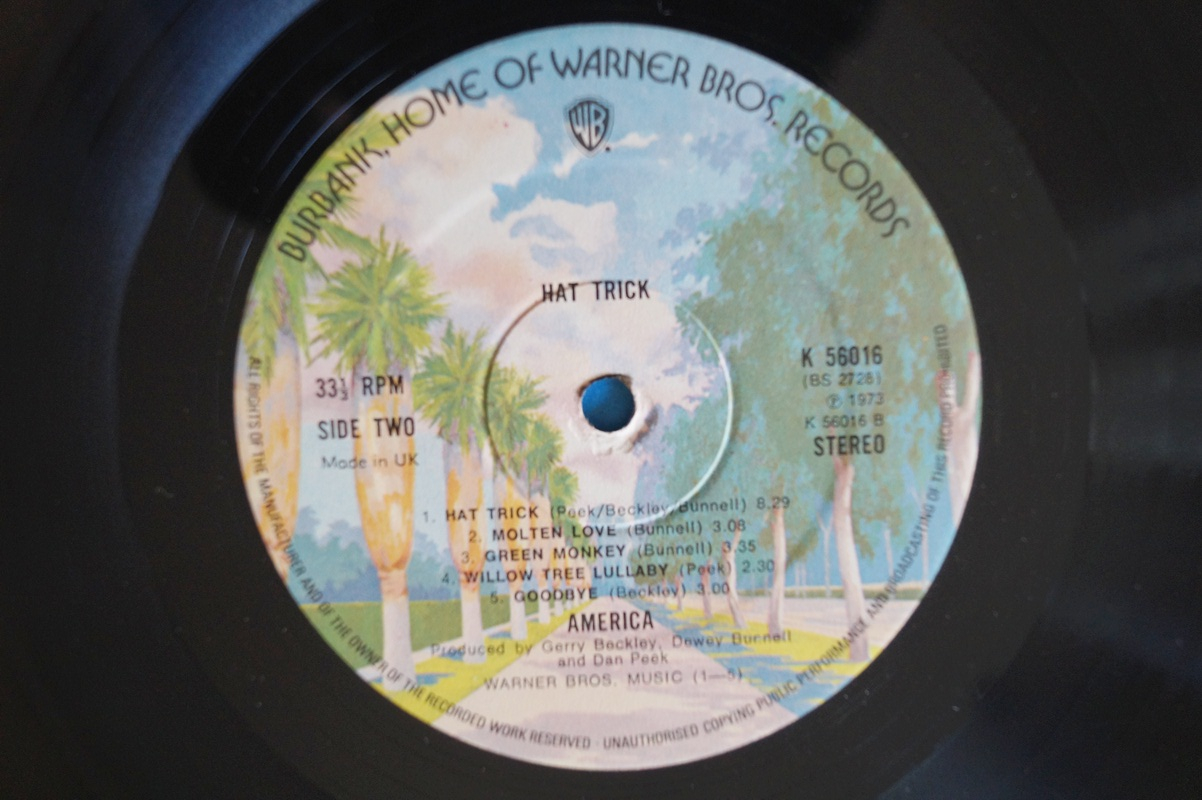 BURBANK, HOME OF WARNER BROS. RECORDS
WB
HAT TRICK
33⅓ RPM
SIDE TWO
Made in UK
K 56016
(BS 2728)
℗ 1973
K 56016 B
STEREO
1. HAT TRICK (Peek/Beckley/Bunnell) 8.29
2. MOLTEN LOVE (Bunnell) 3.08
3. GREEN MONKEY (Bunnell) 3.35
4. WILLOW TREE LULLABY (Peek) 2.30
5. GOODBYE (Beckley) 3.00
AMERICA
Produced by Gerry Beckley, Dewey Bunnell
and Dan Peek
WARNER BROS. MUSIC (1—5)
ALL RIGHTS OF THE MANUFACTURER AND OF THE OWNER OF THE RECORDED WORK RESERVED · UNAUTHORISED COPYING PUBLIC PERFORMANCE AND BROADCASTING OF THIS RECORD PROHIBITED